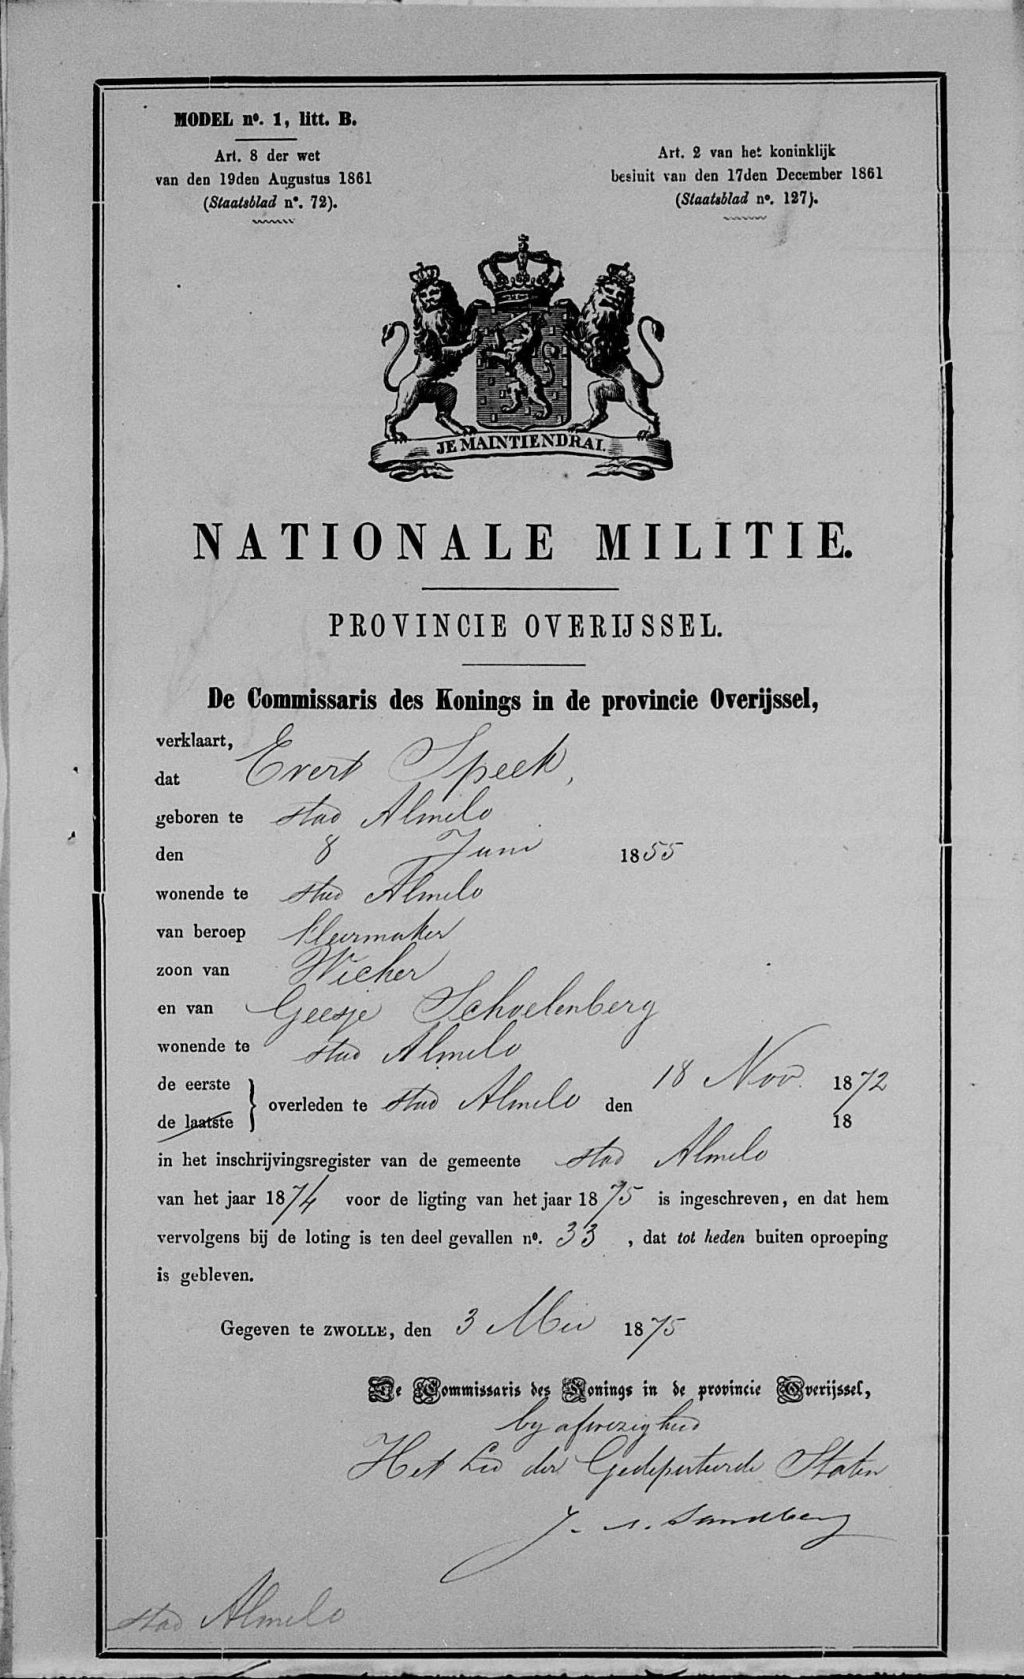 MODEL nº. 1, litt. B.
Art. 8 der wet
van den 19den Augustus 1861
(Staatsblad nº. 72).
Art. 2 van het koninklijk
besluit van den 17den December 1861
(Staatsblad nº. 127).
JE MAINTIENDRAI.
NATIONALE MILITIE.
PROVINCIE OVERIJSSEL.
De Commissaris des Konings in de provincie Overijssel,
verklaart,
dat Evert Speek,
geboren te stad Almelo
den 8 Juni 1855
wonende te stad Almelo
van beroep kleermaker
zoon van Wicher
en van Geesje Schoelenberg
wonende te stad Almelo
de eerste
de laatste } overleden te stad Almelo den 18 Nov. 1872
18
in het inschrijvingsregister van de gemeente stad Almelo
van het jaar 1874 voor de ligting van het jaar 1875 is ingeschreven, en dat hem
vervolgens bij de loting is ten deel gevallen nº. 33, dat tot heden buiten oproeping
is gebleven.
Gegeven te ZWOLLE, den 3 Mei 1875
De Commissaris des Konings in de provincie Overijssel,
by afwezigheid
Het Lid der Gedeputeerde Staten
Sandberg
stad Almelo